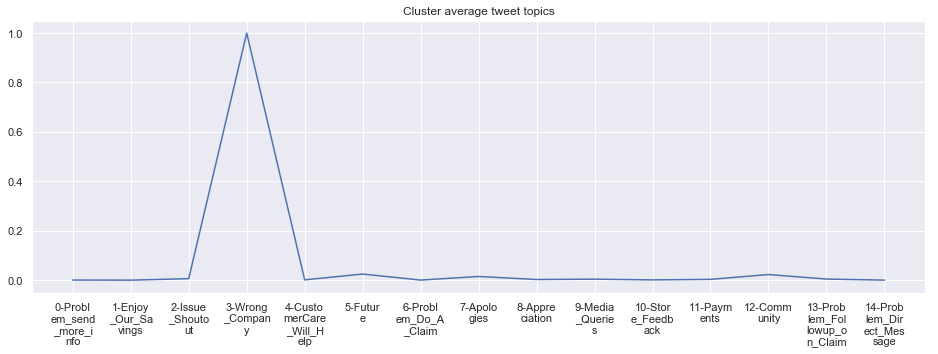 Cluster average tweet topics
1.0
0.8
0.6
0.4
0.2
0.0
0-Probl
em_send
_more_i
nfo
1-Enjoy
_Our_Sa
vings
2-Issue
_Shouto
ut
3-Wrong
_Compan
y
4-Custo
merCare
_Will_H
elp
5-Futur
e
6-Probl
em_Do_A
_Claim
7-Apolo
gies
8-Appre
ciation
9-Media
_Querie
s
10-Stor
e_Feedb
ack
11-Paym
ents
12-Comm
unity
13-Prob
lem_Fol
lowup_o
n_Claim
14-Prob
lem_Dir
ect_Mes
sage